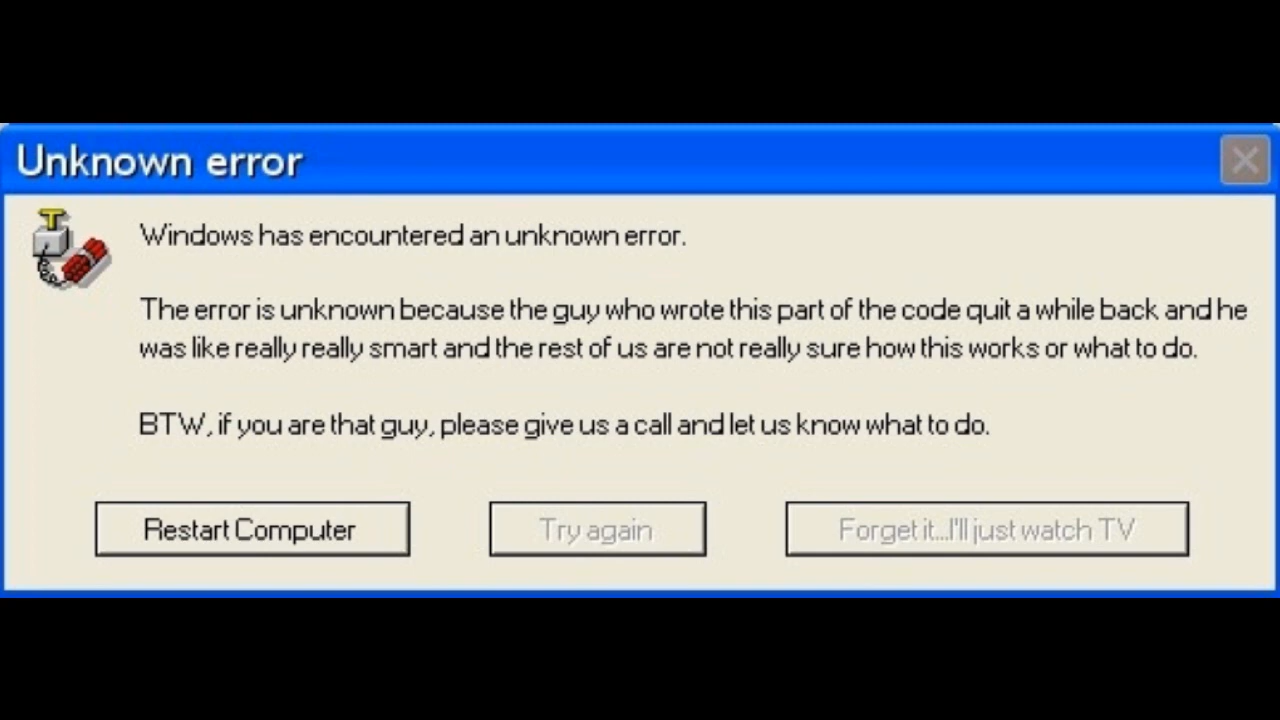 Unknown error
Windows has encountered an unknown error.
The error is unknown because the guy who wrote this part of the code quit a while back and he
was like really really smart and the rest of us are not really sure how this works or what to do.
BTW, if you are that guy, please give us a call and let us know what to do.
Restart Computer
Try again
Forget it...I'll just watch TV